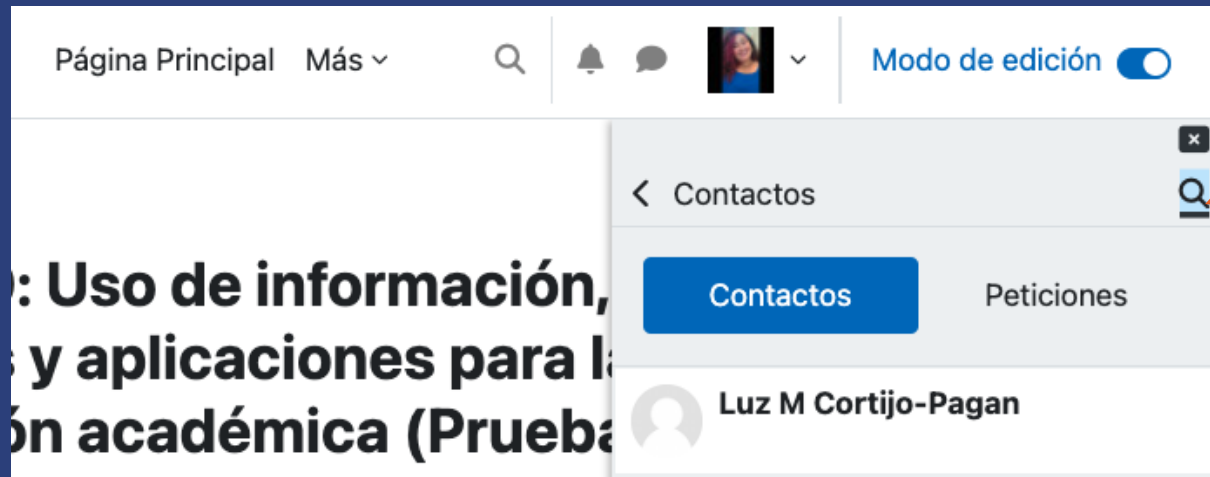 Página Principal Más Modo de edición
Contactos
Contactos Peticiones
: Uso de información,
y aplicaciones para
ón académica (Prueba
Luz M Cortijo-Pagan